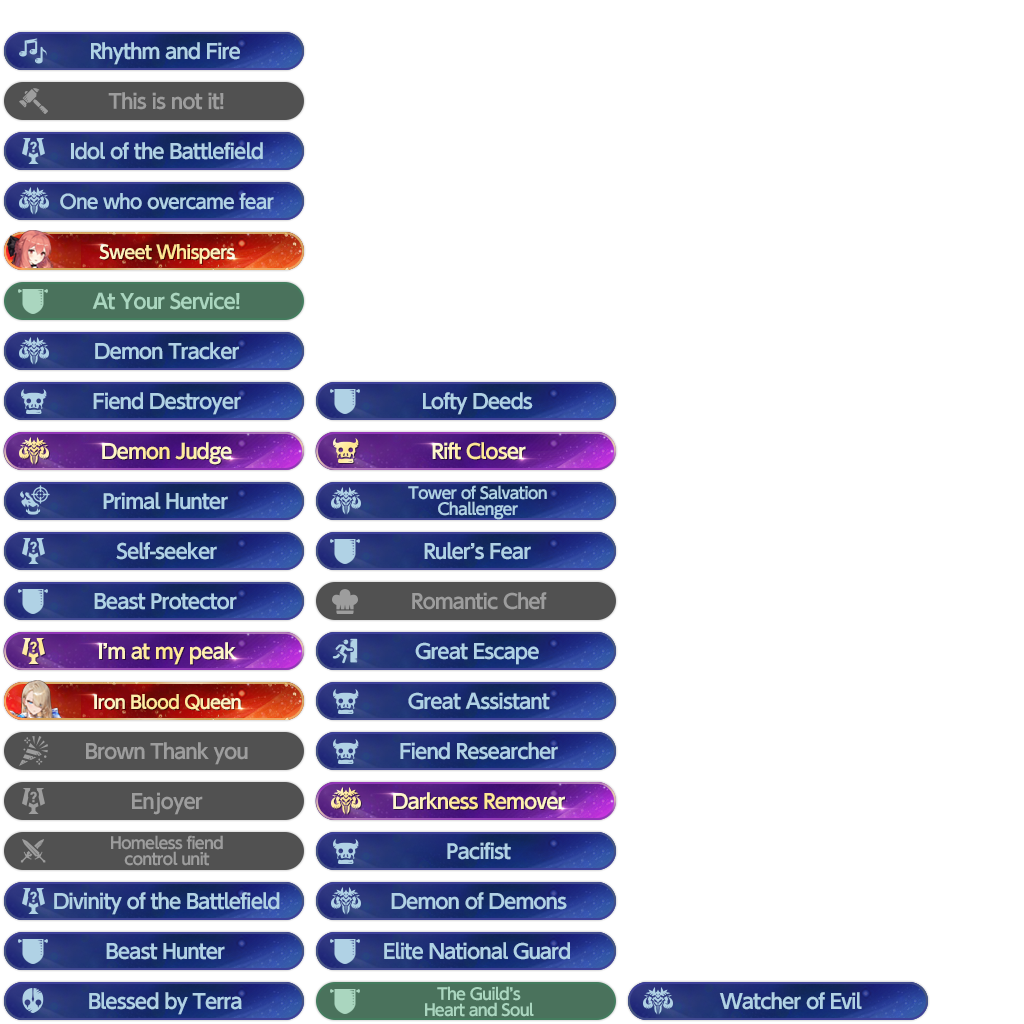 Rhythm and Fire
This is not it!
Idol of the Battlefield
One who overcame fear
Sweet Whispers
At Your Service!
Demon Tracker
Fiend Destroyer
Lofty Deeds
Demon Judge
Rift Closer
Primal Hunter
Tower of Salvation
Challenger
Self-seeker
Ruler's Fear
Beast Protector
Romantic Chef
I'm at my peak
Great Escape
Iron Blood Queen
Great Assistant
Brown Thank you
Fiend Researcher
Enjoyer
Darkness Remover
Homeless fiend
control unit
Pacifist
Divinity of the Battlefield
Demon of Demons
Beast Hunter
Elite National Guard
Blessed by Terra
The Guild's
Heart and Soul
Watcher of Evil